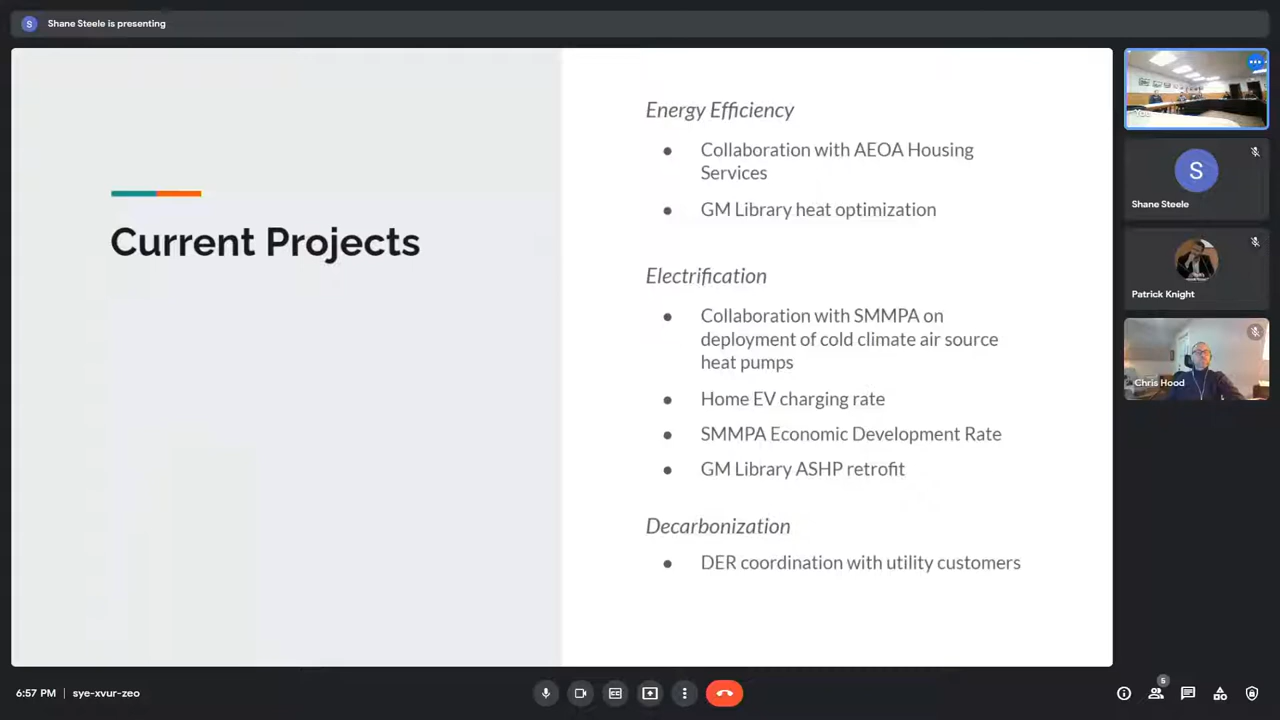 S Shane Steele is presenting
Current Projects
Energy Efficiency
● Collaboration with AEOA Housing
Services
● GM Library heat optimization
Electrification
● Collaboration with SMMPA on
deployment of cold climate air source
heat pumps
● Home EV charging rate
● SMMPA Economic Development Rate
● GM Library ASHP retrofit
Decarbonization
● DER coordination with utility customers
You
S
Shane Steele
Patrick Knight
Chris Hood
6:57 PM | sye-xvur-zeo
5